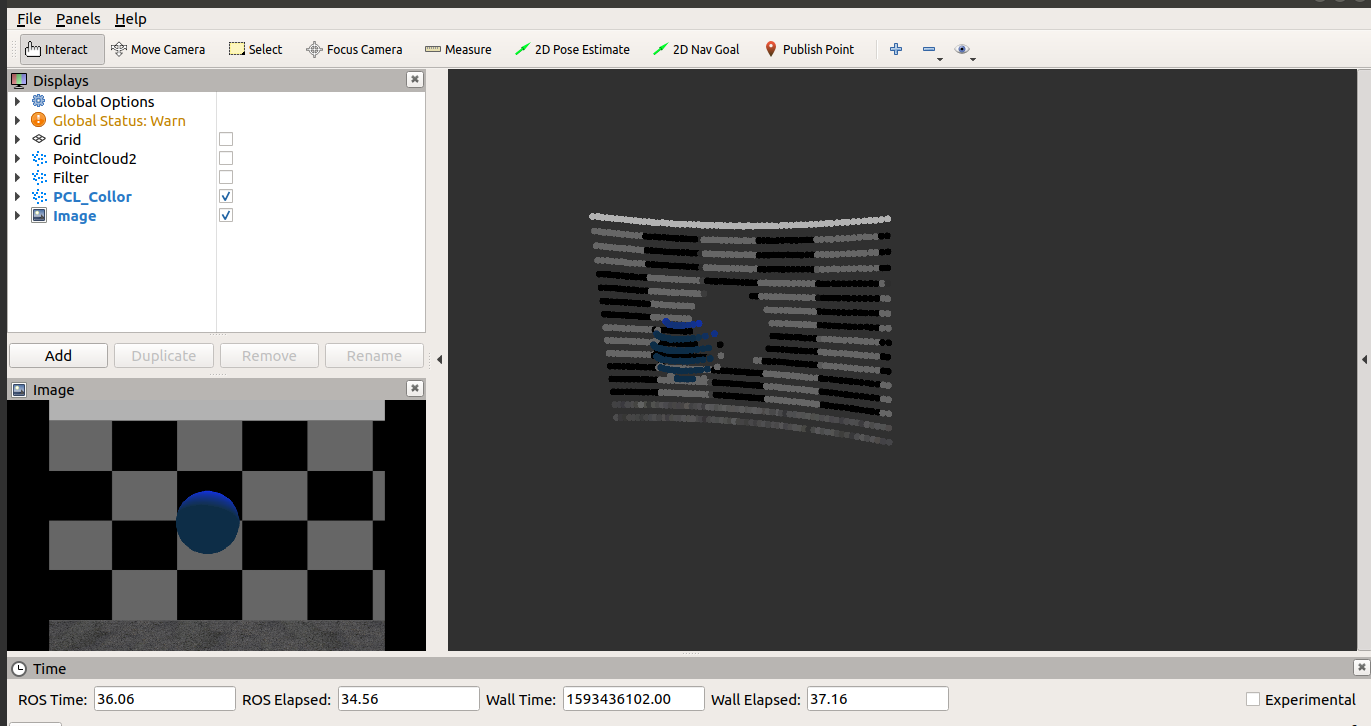 File Panels Help
Interact Move Camera Select Focus Camera Measure 2D Pose Estimate 2D Nav Goal Publish Point
Displays
Global Options
Global Status: Warn
Grid
PointCloud2
Filter
PCL_Collor
Image
Add Duplicate Remove Rename
Image
Time
ROS Time: 36.06 ROS Elapsed: 34.56 Wall Time: 1593436102.00 Wall Elapsed: 37.16 Experimental